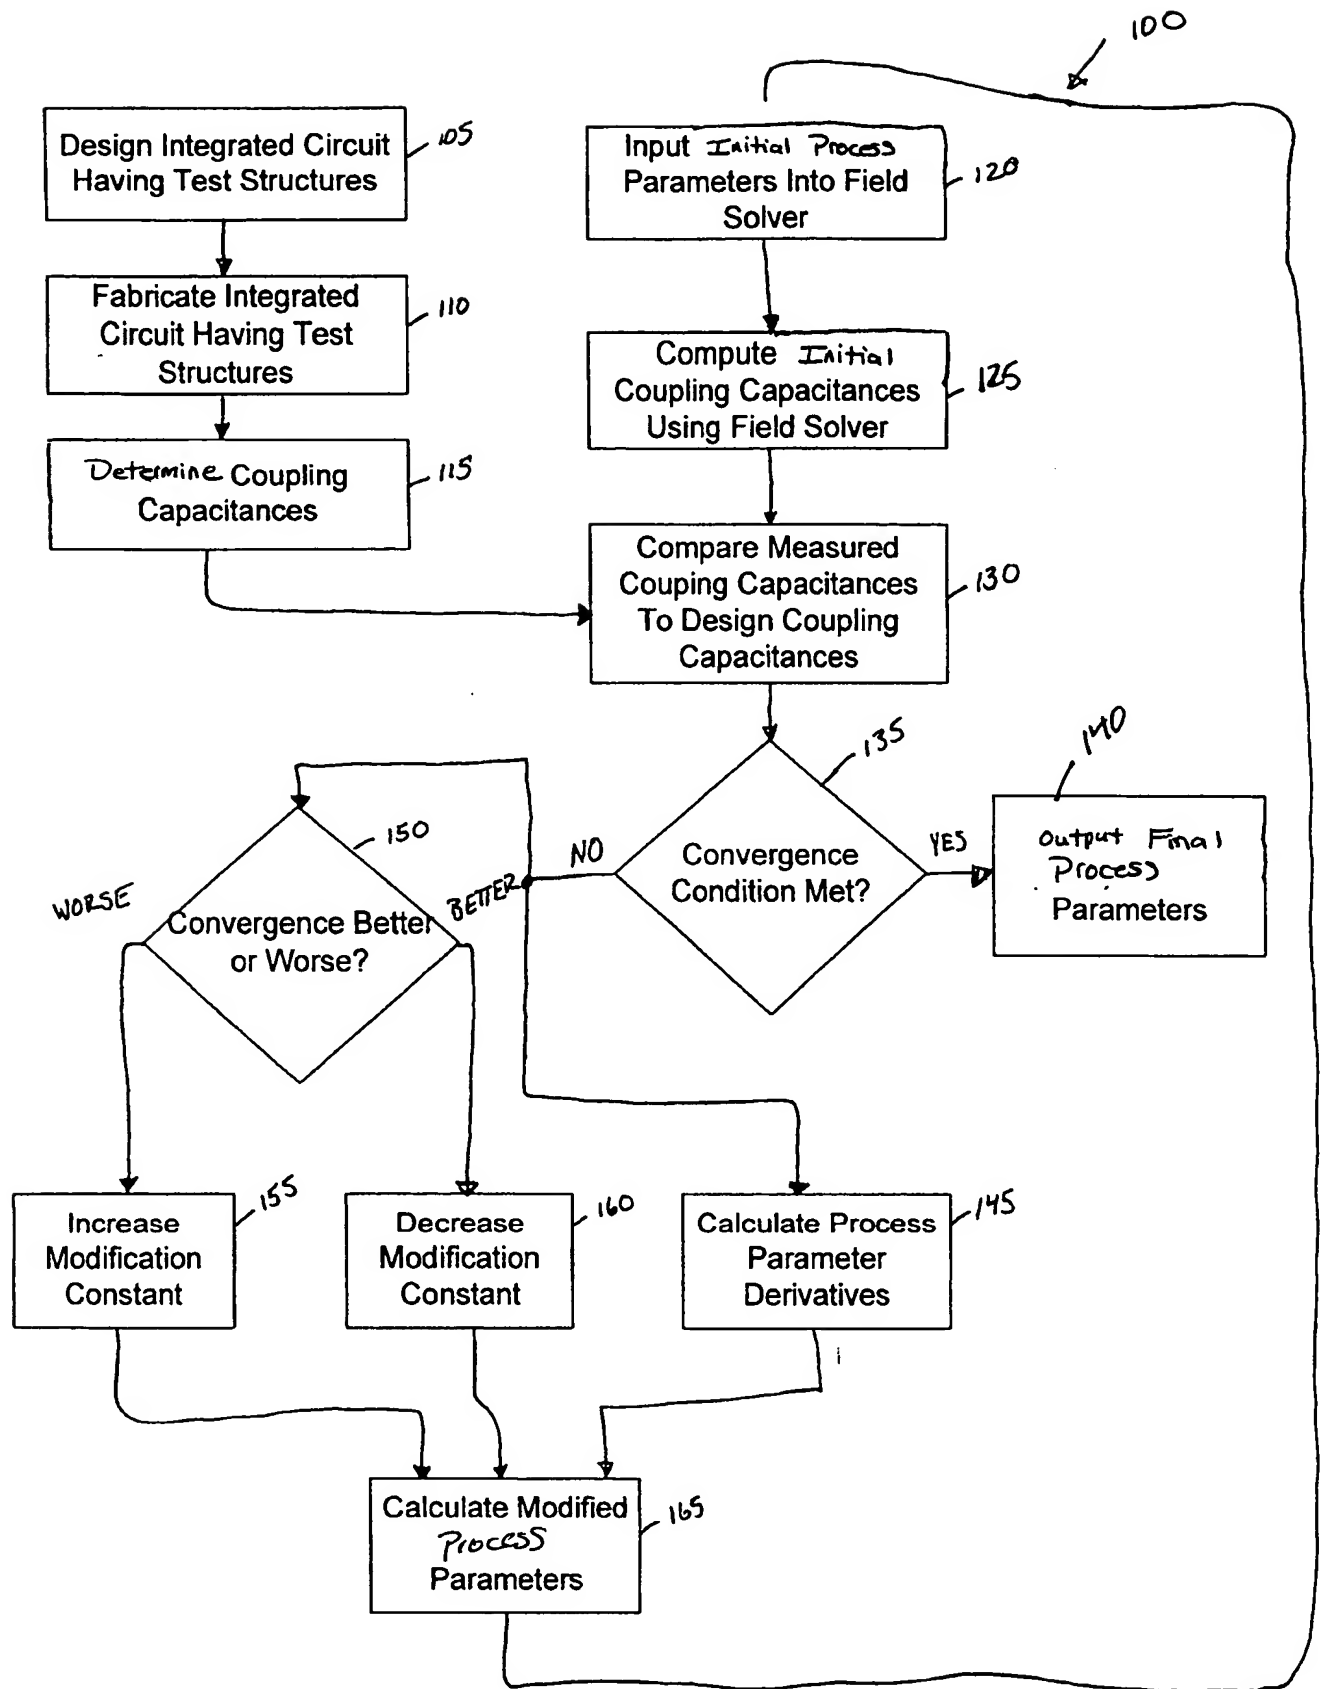 100
Design Integrated Circuit
Having Test Structures
105
Input Initial Process
Parameters Into Field
Solver
120
Fabricate Integrated
Circuit Having Test
Structures
110
Compute Initial
Coupling Capacitances
Using Field Solver
125
Determine Coupling
Capacitances
115
Compare Measured
Couping Capacitances
To Design Coupling
Capacitances
130
135
140
Convergence
Condition Met?
NO
YES
Output Final
Process
Parameters
150
WORSE
BETTER
Convergence Better
or Worse?
Increase
Modification
Constant
155
Decrease
Modification
Constant
160
Calculate Process
Parameter
Derivatives
145
Calculate Modified
Process
Parameters
165